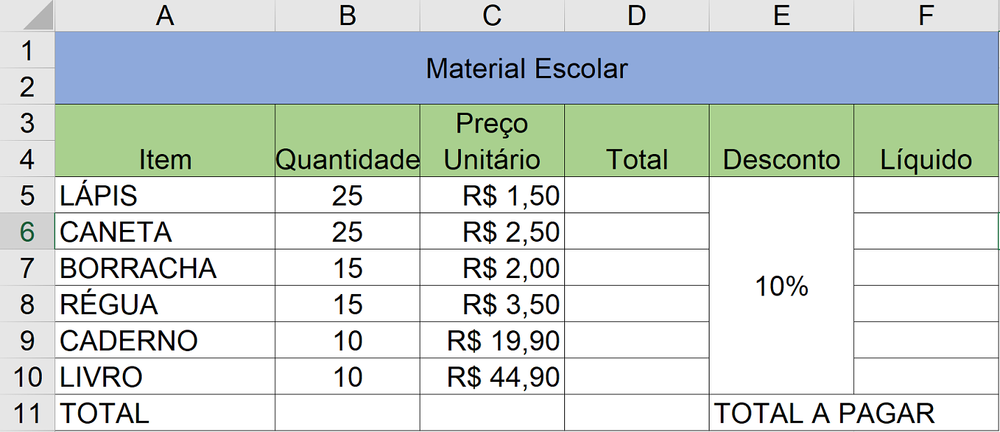 A B C D E F
1 Material Escolar
2
3 Preço
4 Item Quantidade Unitário Total Desconto Líquido
5 LÁPIS 25 R$ 1,50
6 CANETA 25 R$ 2,50
7 BORRACHA 15 R$ 2,00 10%
8 RÉGUA 15 R$ 3,50
9 CADERNO 10 R$ 19,90
10 LIVRO 10 R$ 44,90
11 TOTAL TOTAL A PAGAR